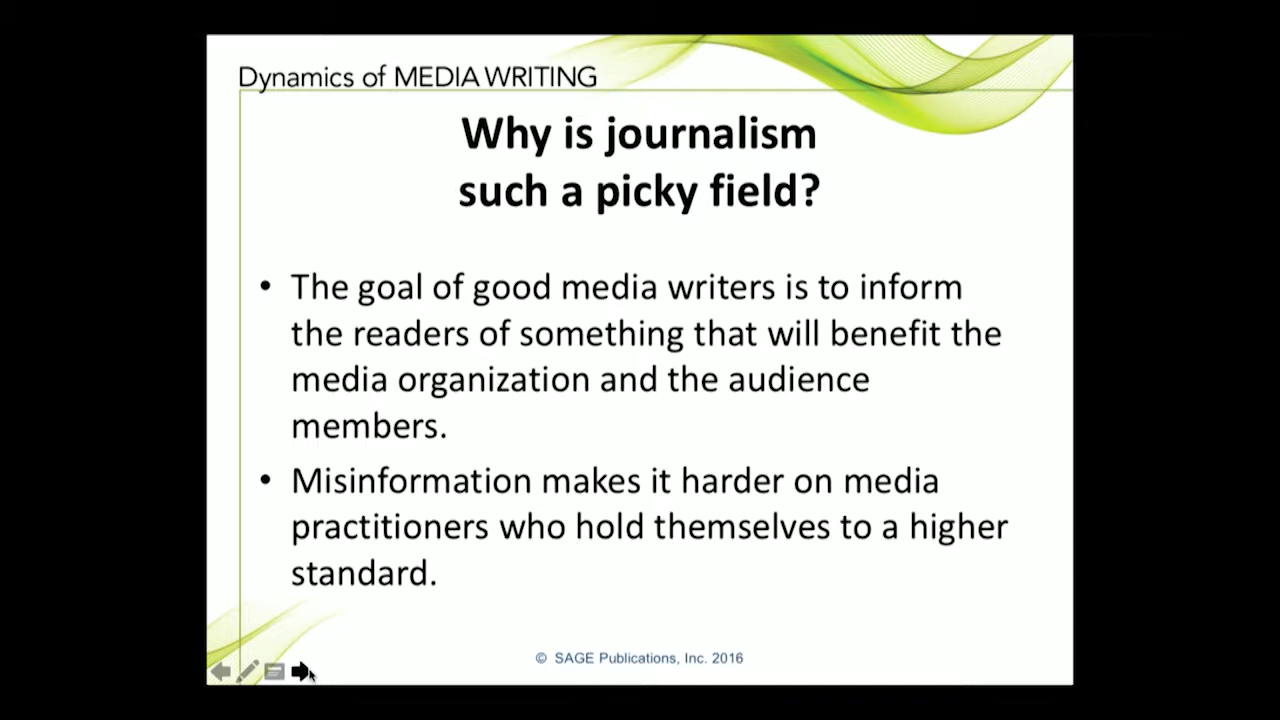 Dynamics of MEDIA WRITING
Why is journalism
such a picky field?
• The goal of good media writers is to inform
the readers of something that will benefit the
media organization and the audience
members.
• Misinformation makes it harder on media
practitioners who hold themselves to a higher
standard.
© SAGE Publications, Inc. 2016